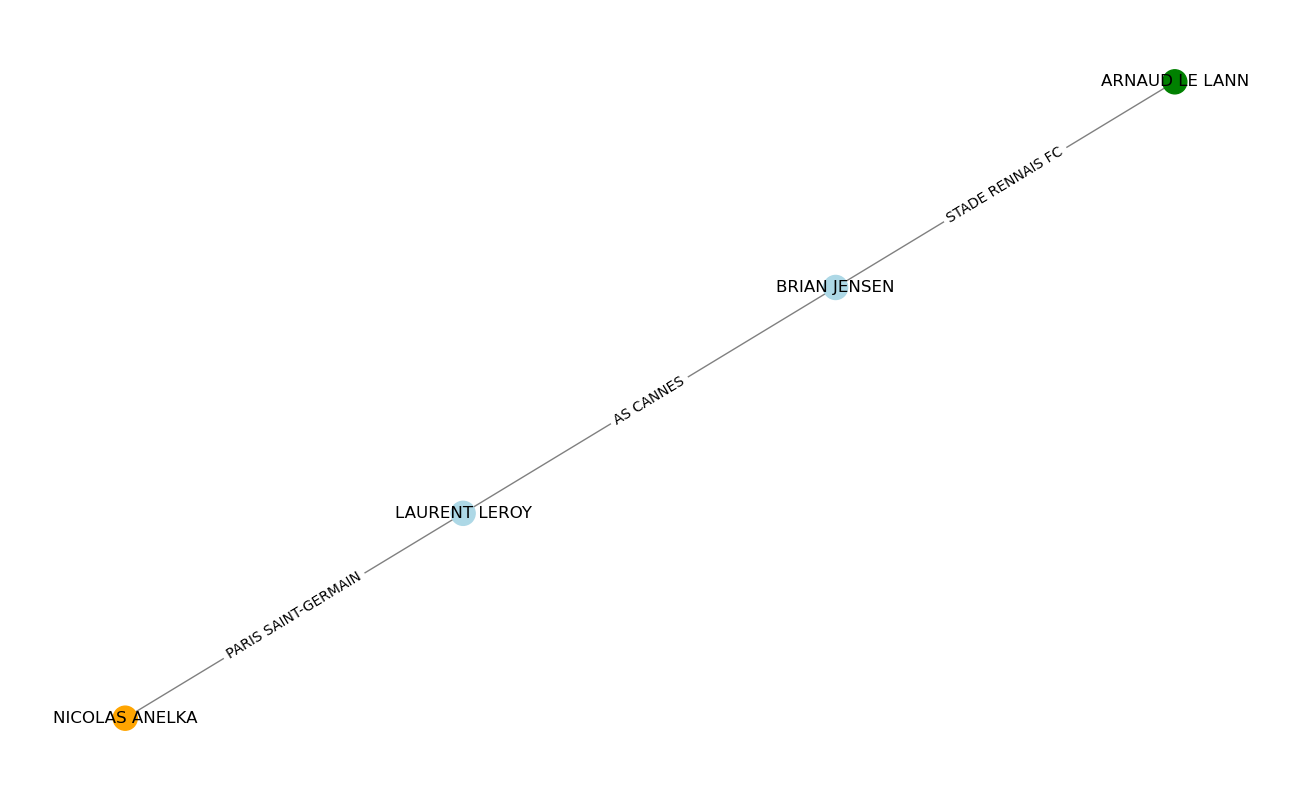 ARNAUD LE LANN
STADE RENNAIS FC
BRIAN JENSEN
AS CANNES
LAURENT LEROY
PARIS SAINT-GERMAIN
NICOLAS ANELKA